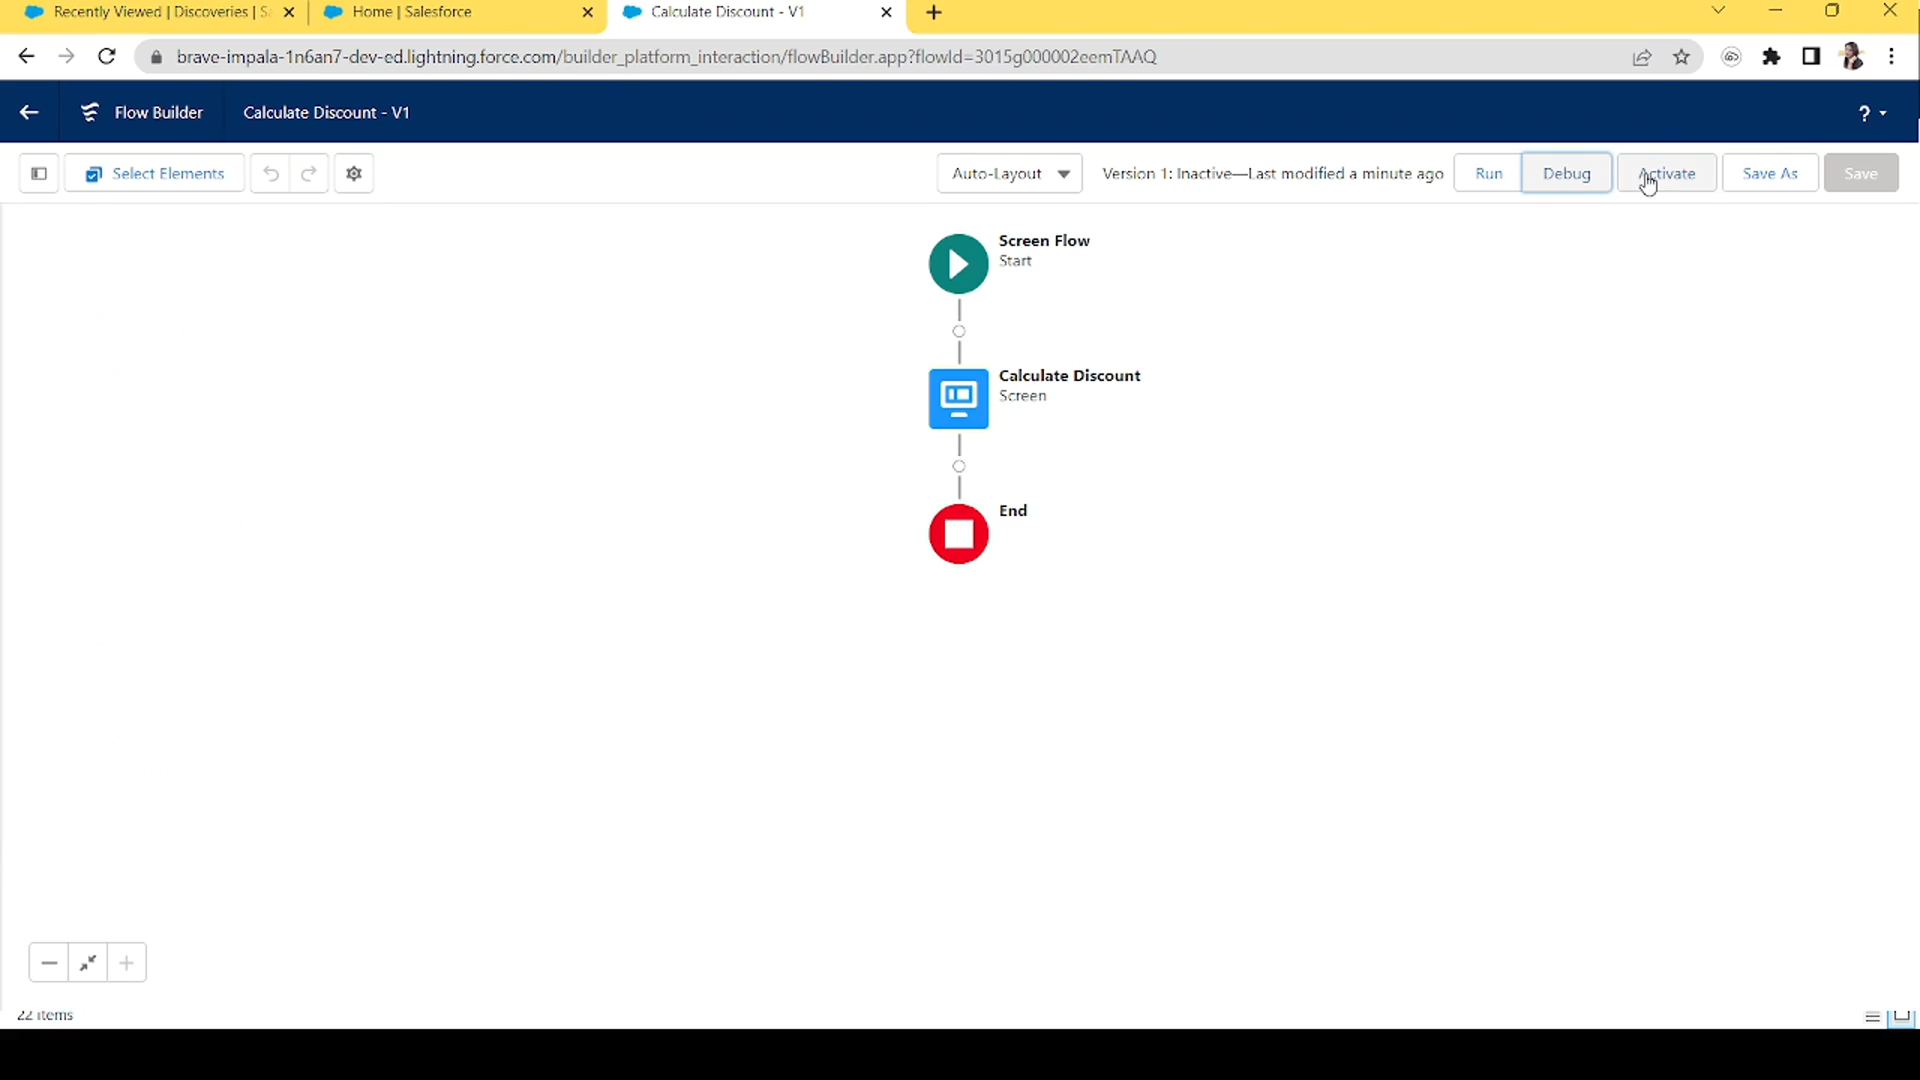 Recently Viewed | Discoveries | Sa
Home | Salesforce
Calculate Discount - V1
brave-impala-1n6an7-dev-ed.lightning.force.com/builder_platform_interaction/flowBuilder.app?flowId=3015g000002eemTAAQ
Flow Builder
Calculate Discount - V1
?
Select Elements
Auto-Layout
Version 1: Inactive—Last modified a minute ago
Run
Debug
Activate
Save As
Save
Screen Flow
Start
Calculate Discount
Screen
End
22 items